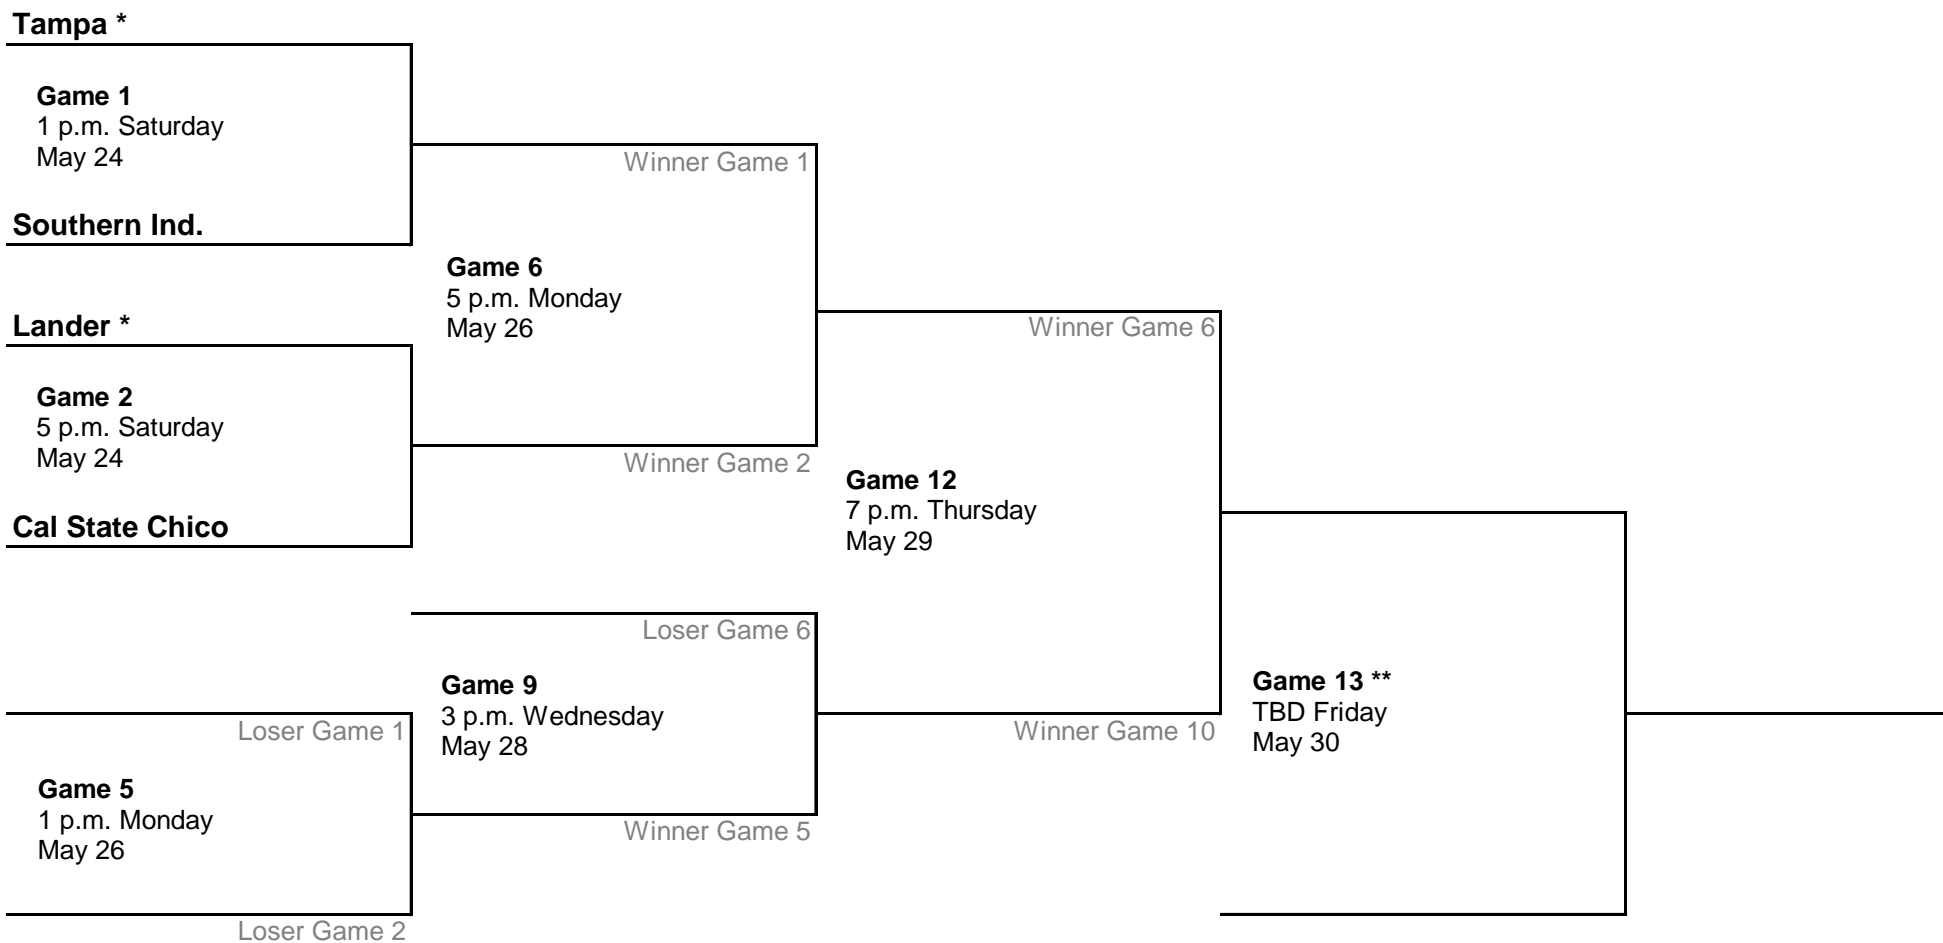 Tampa *
Game 1
1 p.m. Saturday
May 24
Winner Game 1
Southern Ind.
Game 6
5 p.m. Monday
May 26
Lander *
Winner Game 6
Game 2
5 p.m. Saturday
May 24
Winner Game 2
Cal State Chico
Game 12
7 p.m. Thursday
May 29
Loser Game 6
Game 9
3 p.m. Wednesday
May 28
Loser Game 1
Winner Game 10
Game 13 **
TBD Friday
May 30
Game 5
1 p.m. Monday
May 26
Winner Game 5
Loser Game 2